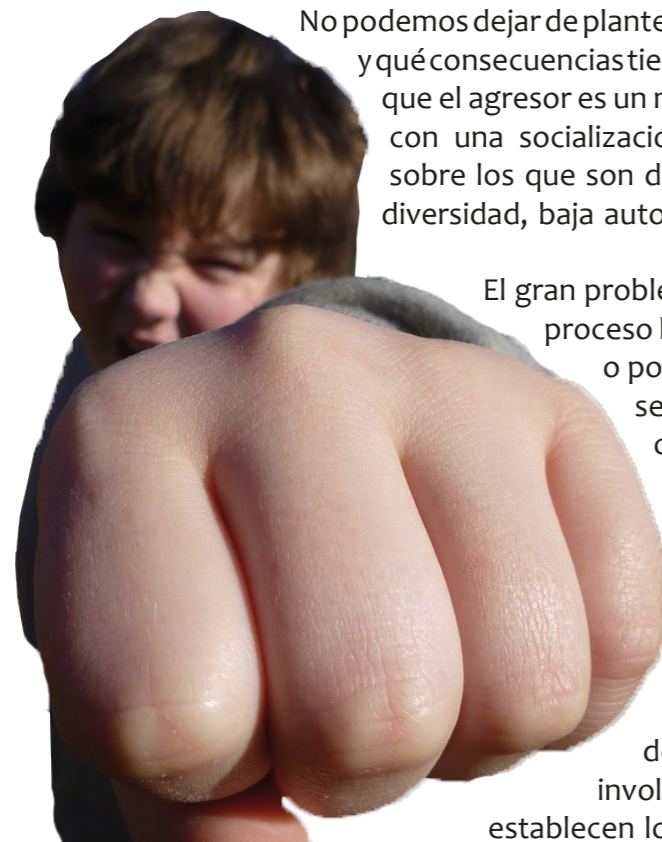 No podemos dejar de plante
y qué consecuencias tie
que el agresor es un
con una socializació
sobre los que son d
diversidad, baja auto
El gran proble
proceso
o po
se
d
invol
establecen lo